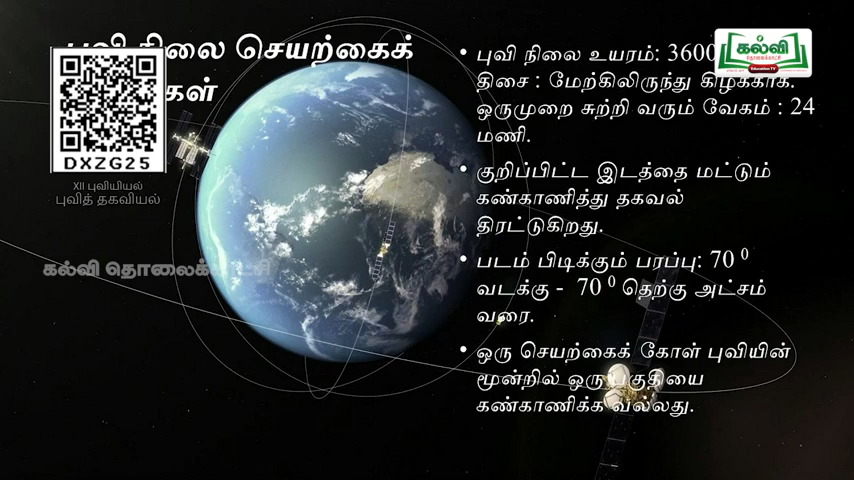 புவி நிலை செயற்கைக்
கள்
DXZG25
XII புவியியல்
புவித் தகவியல்
கல்வி தொலைக்காட்சி
கல்வி
தொலைக்காட்சி
Education TV
• புவி நிலை உயரம்: 3600
திசை : மேற்கிலிருந்து கிழக்காக.
ஒருமுறை சுற்றி வரும் வேகம் : 24
மணி.
• குறிப்பிட்ட இடத்தை மட்டும்
கண்காணித்து தகவல்
திரட்டுகிறது.
• படம் பிடிக்கும் பரப்பு: 70 ⁰
வடக்கு - 70 ⁰ தெற்கு அட்சம்
வரை.
• ஒரு செயற்கைக் கோள் புவியின்
மூன்றில் ஒரு பகுதியை
கண்காணிக்க வல்லது.